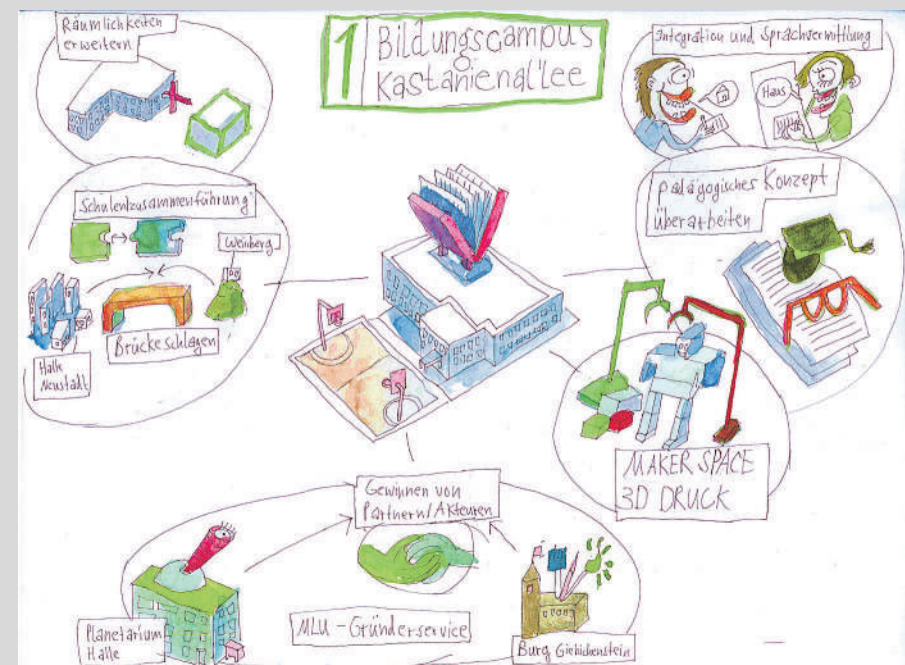 Räumlichkeiten
erweitern
1 Bildungscampus
Kastanienallee
Integration und Sprachvermittlung
Haus
Schulenzusammenführung
Weinberg
Halle
Neustadt
Brücke schlagen
pädagogisches Konzept
überarbeiten
MAKER SPACE
3D DRUCK
Gewinnen von
Partnern/Akteuren
Planetarium
Halle
MLU - Gründerservice
Burg Giebichenstein